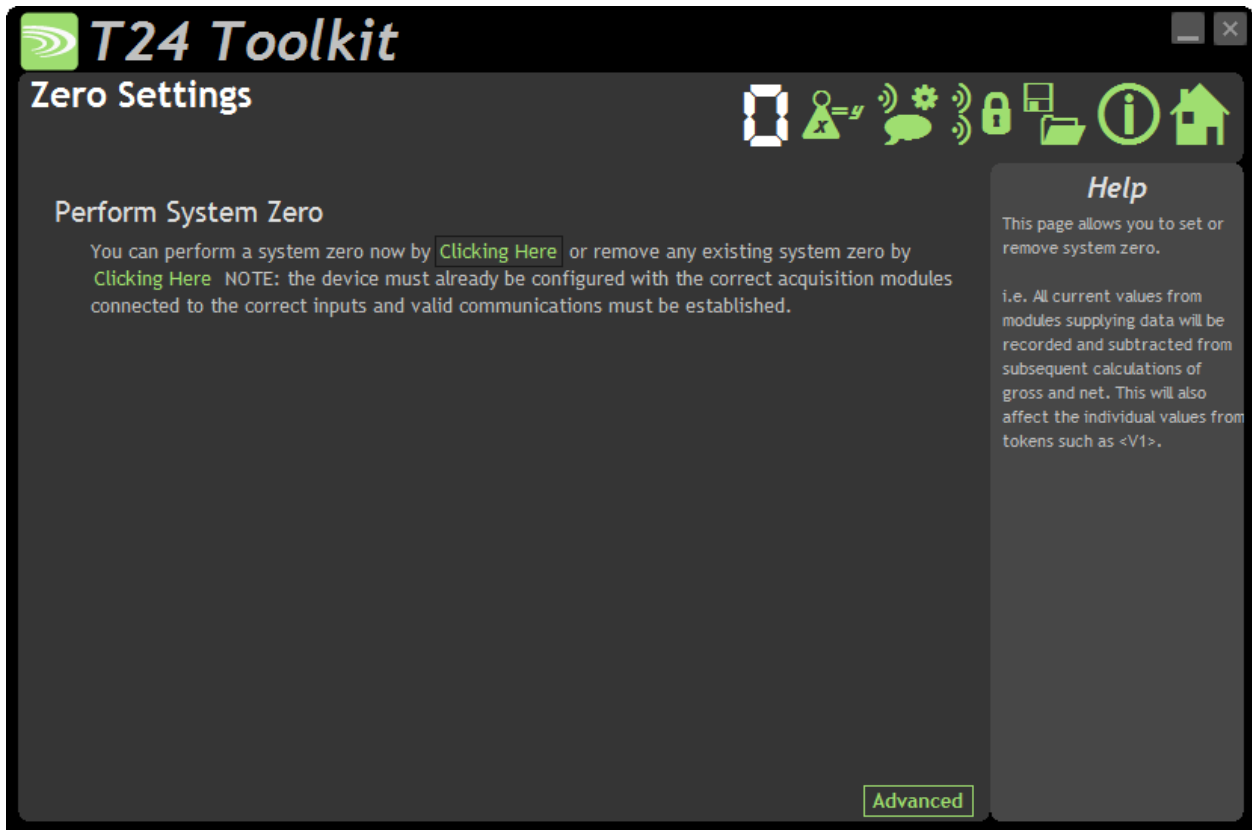 T24 Toolkit
Zero Settings
0
x=y
i
Perform System Zero
You can perform a system zero now by Clicking Here or remove any existing system zero by
Clicking Here NOTE: the device must already be configured with the correct acquisition modules
connected to the correct inputs and valid communications must be established.
Help
This page allows you to set or
remove system zero.
i.e. All current values from
modules supplying data will be
recorded and subtracted from
subsequent calculations of
gross and net. This will also
affect the individual values from
tokens such as <V1>.
Advanced